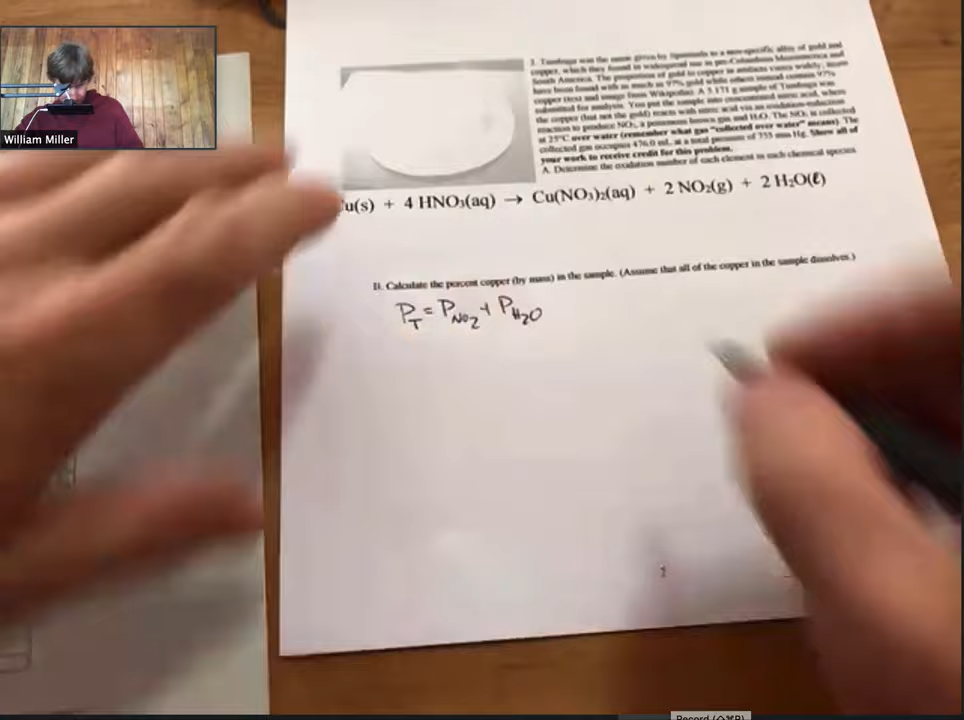 William Miller
2. Tumbaga was the name given by Spaniards to a non-specific alloy of gold and
copper, which they found in widespread use in pre-Columbian Mesoamerica and
South America. The proportion of gold to copper in artifacts varies widely; items
have been found with as much as 97% gold while others instead contain 97%
copper (text and image from Wikipedia). A 5.171 g sample of Tumbaga was
submitted for analysis. You put the sample into concentrated nitric acid, where
the copper (but not the gold) reacts with nitric acid via an oxidation-reduction
reaction to produce NO₂, a poisonous brown gas and H₂O. The NO₂ is collected
at 25°C over water (remember what gas "collected over water" means). The
collected gas occupies 476.0 mL, at a total pressure of 755 mm Hg. Show all of
your work to receive credit for this problem.
A. Determine the oxidation number of each element in each chemical species
u(s) + 4 HNO₃(aq) → Cu(NO₃)₂(aq) + 2 NO₂(g) + 2 H₂O(ℓ)
B. Calculate the percent copper (by mass) in the sample. (Assume that all of the copper in the sample dissolves.)
P_T = P_NO₂ + P_H₂O
2